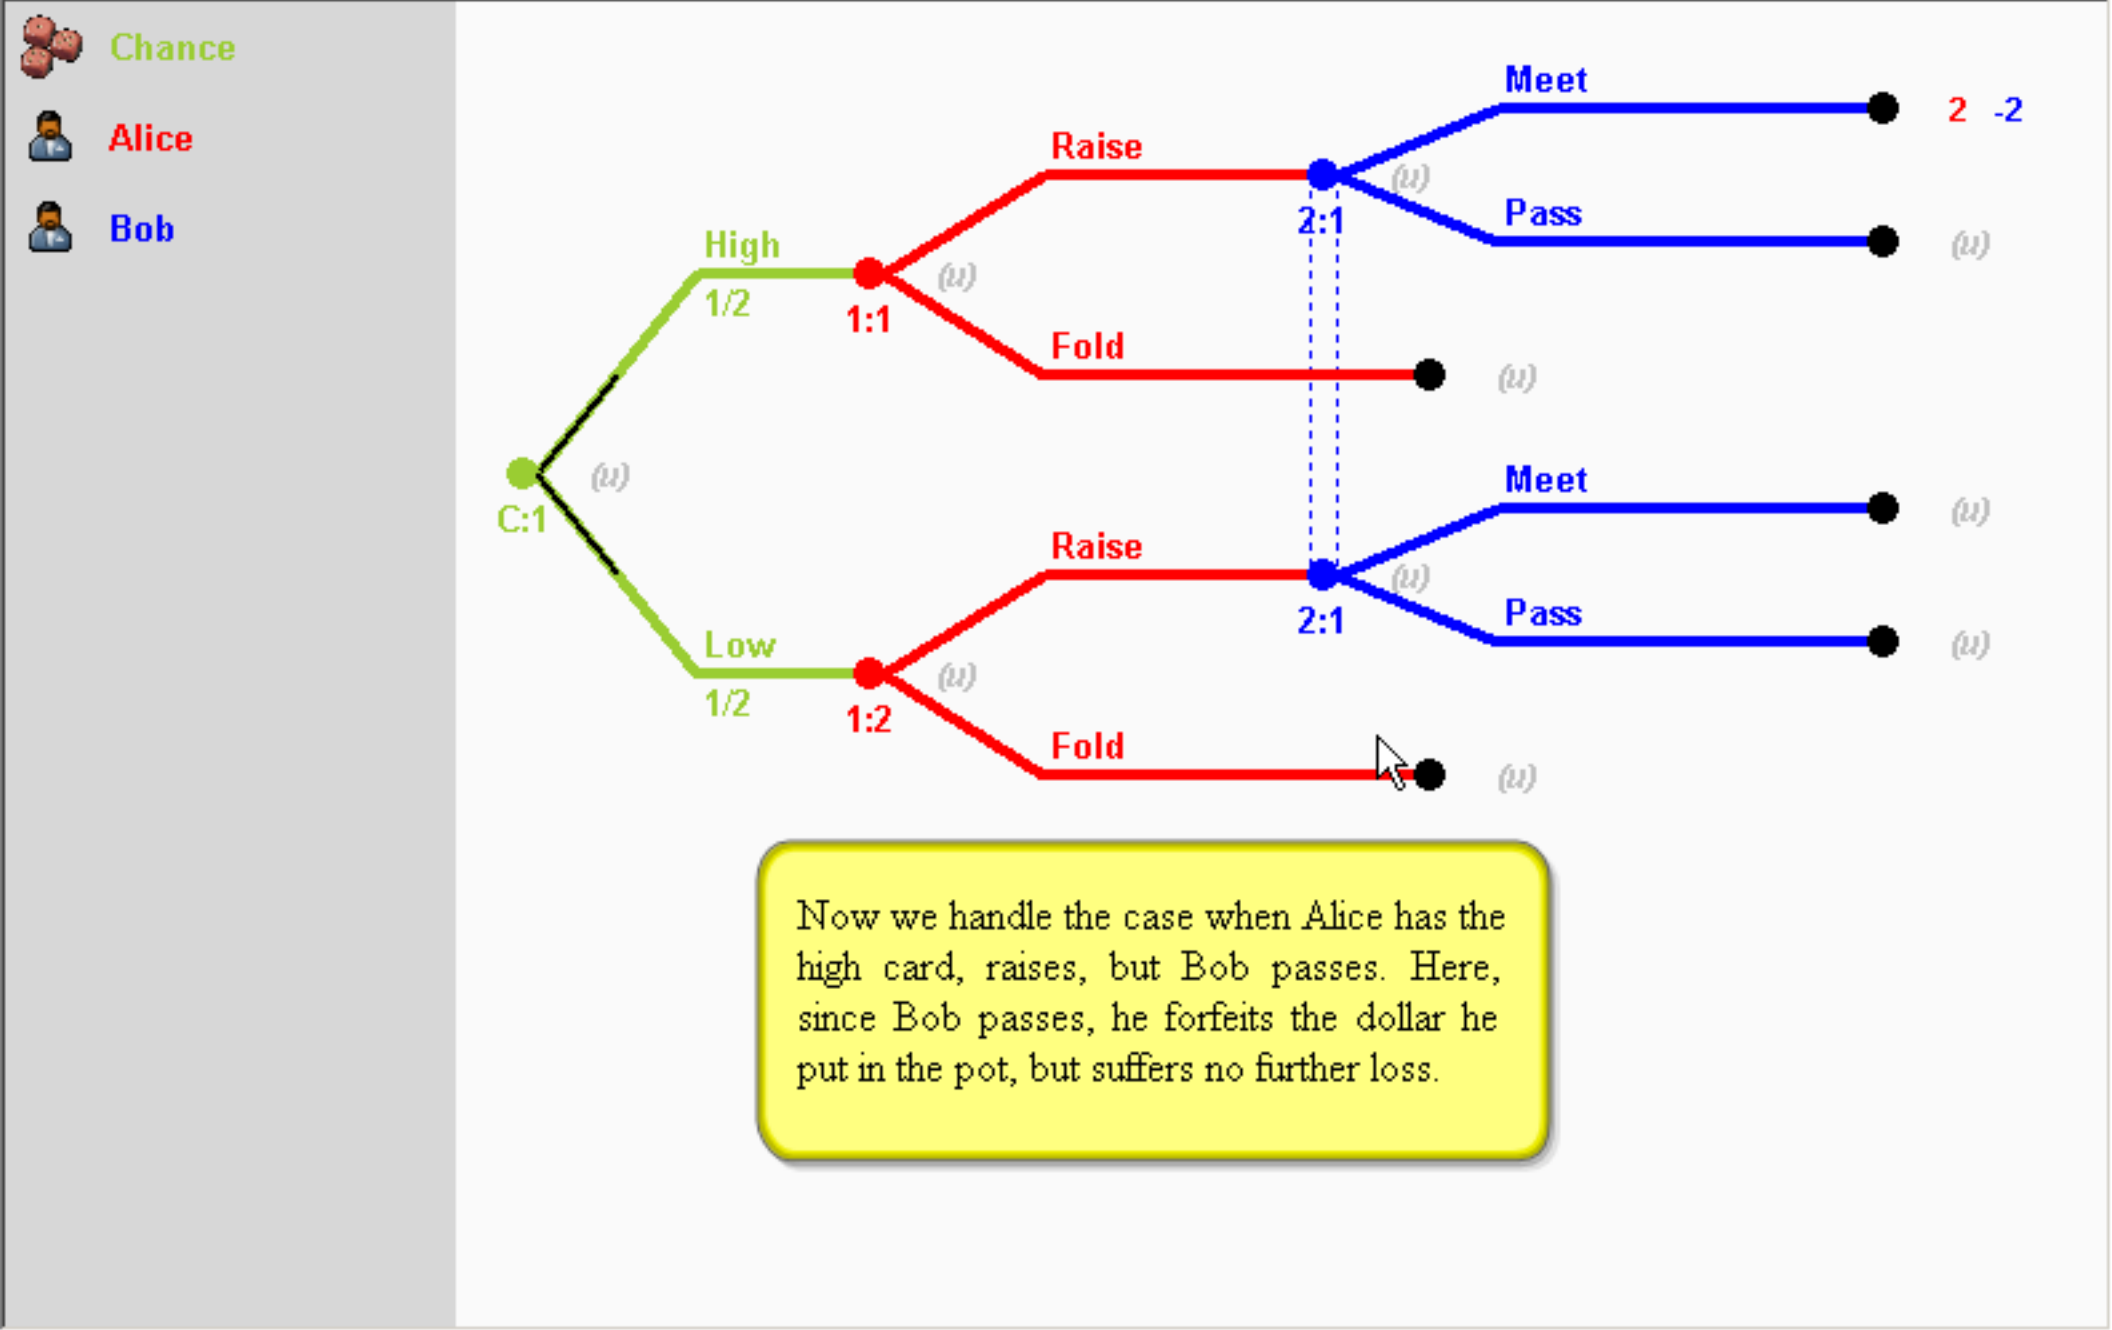 Chance
Alice
Bob
Meet
2 -2
Raise
(u)
2:1
Pass
(u)
High
1/2
(u)
1:1
Fold
(u)
(u)
C:1
Meet
(u)
Raise
(u)
2:1
Pass
(u)
Low
1/2
(u)
1:2
Fold
(u)
Now we handle the case when Alice has the
high card, raises, but Bob passes. Here,
since Bob passes, he forfeits the dollar he
put in the pot, but suffers no further loss.